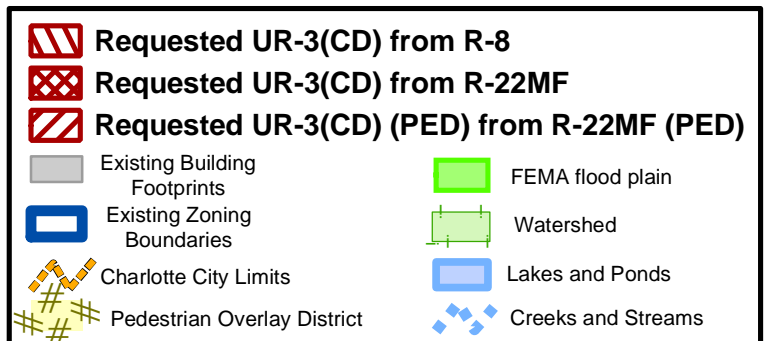 Requested UR-3(CD) from R-8
Requested UR-3(CD) from R-22MF
Requested UR-3(CD) (PED) from R-22MF (PED)
Existing Building
Footprints
Existing Zoning
Boundaries
Charlotte City Limits
Pedestrian Overlay District
FEMA flood plain
Watershed
Lakes and Ponds
Creeks and Streams